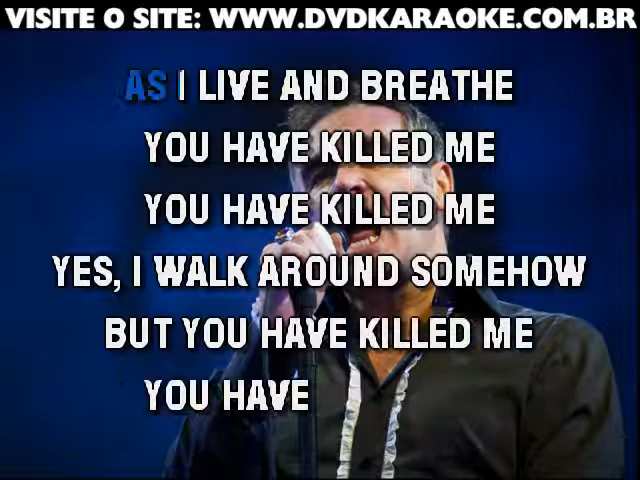 VISITE O SITE: WWW.DVDKARAOKE.COM.BR
AS I LIVE AND BREATHE
YOU HAVE KILLED ME
YOU HAVE KILLED ME
YES, I WALK AROUND SOMEHOW
BUT YOU HAVE KILLED ME
YOU HAVE